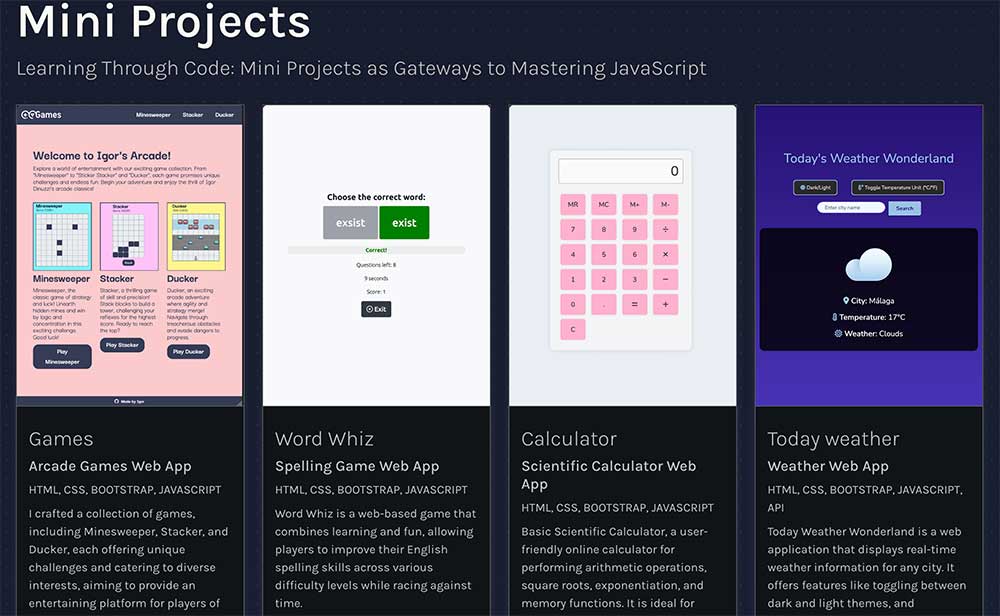 Mini Projects
Learning Through Code: Mini Projects as Gateways to Mastering JavaScript
Games
Minesweeper Stacker Ducker
Welcome to Igor's Arcade!
Explore a world of entertainment with our exciting game collection. From
"Minesweeper" to "Sticker Stacker" and "Ducker", each game promises unique
challenges and endless fun. Begin your adventure and enjoy the thrill of Igor
arcade classics!
Minesweeper
Stacker
Ducker
Minesweeper
Minesweeper, the
classic game of strategy
and luck! Unearth
hidden mines and win
by logic and
concentration in this
exciting challenge.
Good luck!
Play
Minesweeper
Stacker
Stacker, a thrilling game
of skill and precision!
Stack blocks to build a
tower, challenging your
reflexes for the highest
score. Ready to reach
the top?
Play Stacker
Ducker
Ducker, an exciting
arcade adventure
where agility and
strategy merge!
Navigate through
treacherous obstacles
and evade dangers to
progress.
Play Ducker
Made by Igor
Choose the correct word:
exsist
exist
Correct!
Questions left: 8
9 seconds
Score: 1
Exit
0
MR MC M+ M-
7 8 9 ÷
4 5 6 ×
1 2 3 −
0 . = +
C
Today's Weather Wonderland
Dark/Light
Toggle Temperature Unit (°C/°F)
Enter city name
Search
City: Málaga
Temperature: 17°C
Weather: Clouds
Games
Arcade Games Web App
HTML, CSS, BOOTSTRAP, JAVASCRIPT
I crafted a collection of games,
including Minesweeper, Stacker, and
Ducker, each offering unique
challenges and catering to diverse
interests, aiming to provide an
entertaining platform for players of
Word Whiz
Spelling Game Web App
HTML, CSS, BOOTSTRAP, JAVASCRIPT
Word Whiz is a web-based game that
combines learning and fun, allowing
players to improve their English
spelling skills across various
difficulty levels while racing against
time.
Calculator
Scientific Calculator Web
App
HTML, CSS, BOOTSTRAP, JAVASCRIPT
Basic Scientific Calculator, a user-
friendly online calculator for
performing arithmetic operations,
square roots, exponentiation, and
memory functions. It is ideal for
Today weather
Weather Web App
HTML, CSS, BOOTSTRAP, JAVASCRIPT,
API
Today Weather Wonderland is a web
application that displays real-time
weather information for any city. It
offers features like toggling between
dark and light themes, and